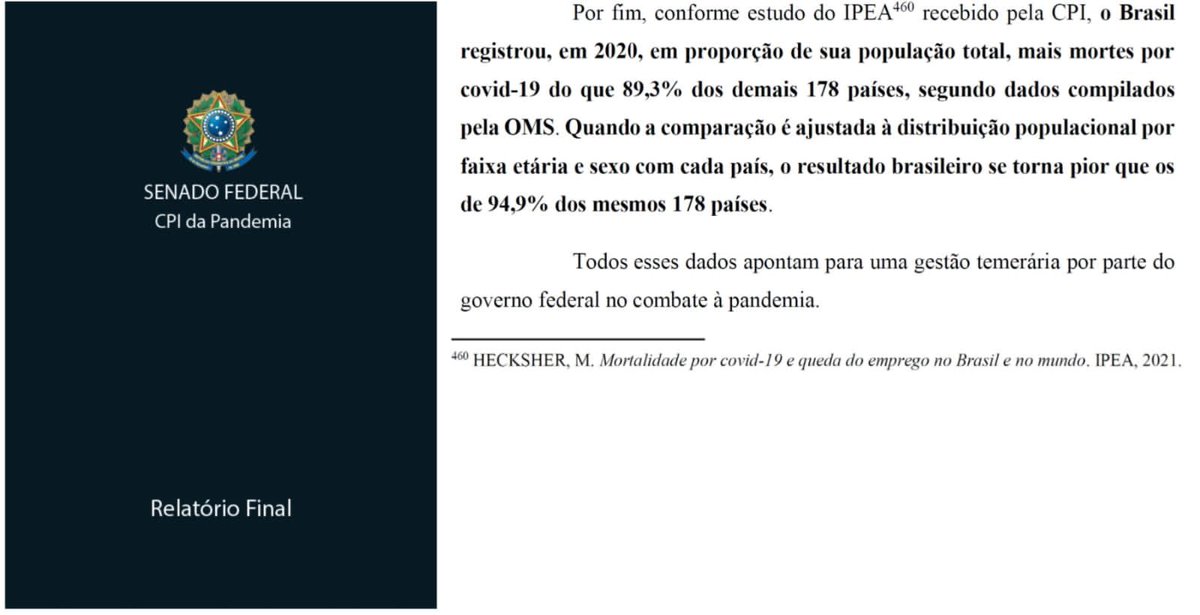 SENADO FEDERAL
CPI da Pandemia
Relatório Final
Por fim, conforme estudo do IPEA⁴⁶⁰ recebido pela CPI, o Brasil
registrou, em 2020, em proporção de sua população total, mais mortes por
covid-19 do que 89,3% dos demais 178 países, segundo dados compilados
pela OMS. Quando a comparação é ajustada à distribuição populacional por
faixa etária e sexo com cada país, o resultado brasileiro se torna pior que os
de 94,9% dos mesmos 178 países.
Todos esses dados apontam para uma gestão temerária por parte do
governo federal no combate à pandemia.
⁴⁶⁰ HECKSHER, M. Mortalidade por covid-19 e queda do emprego no Brasil e no mundo. IPEA, 2021.